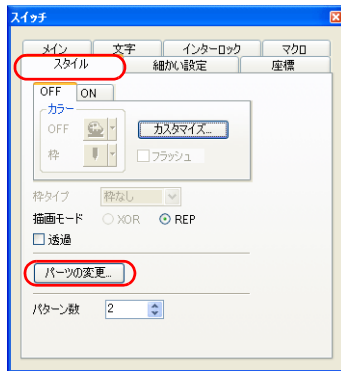 スイッチ
メイン 文字 インターロック マクロ
スタイル 細かい設定 座標
OFF ON
カラー
OFF カスタマイズ...
枠 フラッシュ
枠タイプ 枠なし
描画モード XOR REP
透過
パーツの変更...
パターン数 2